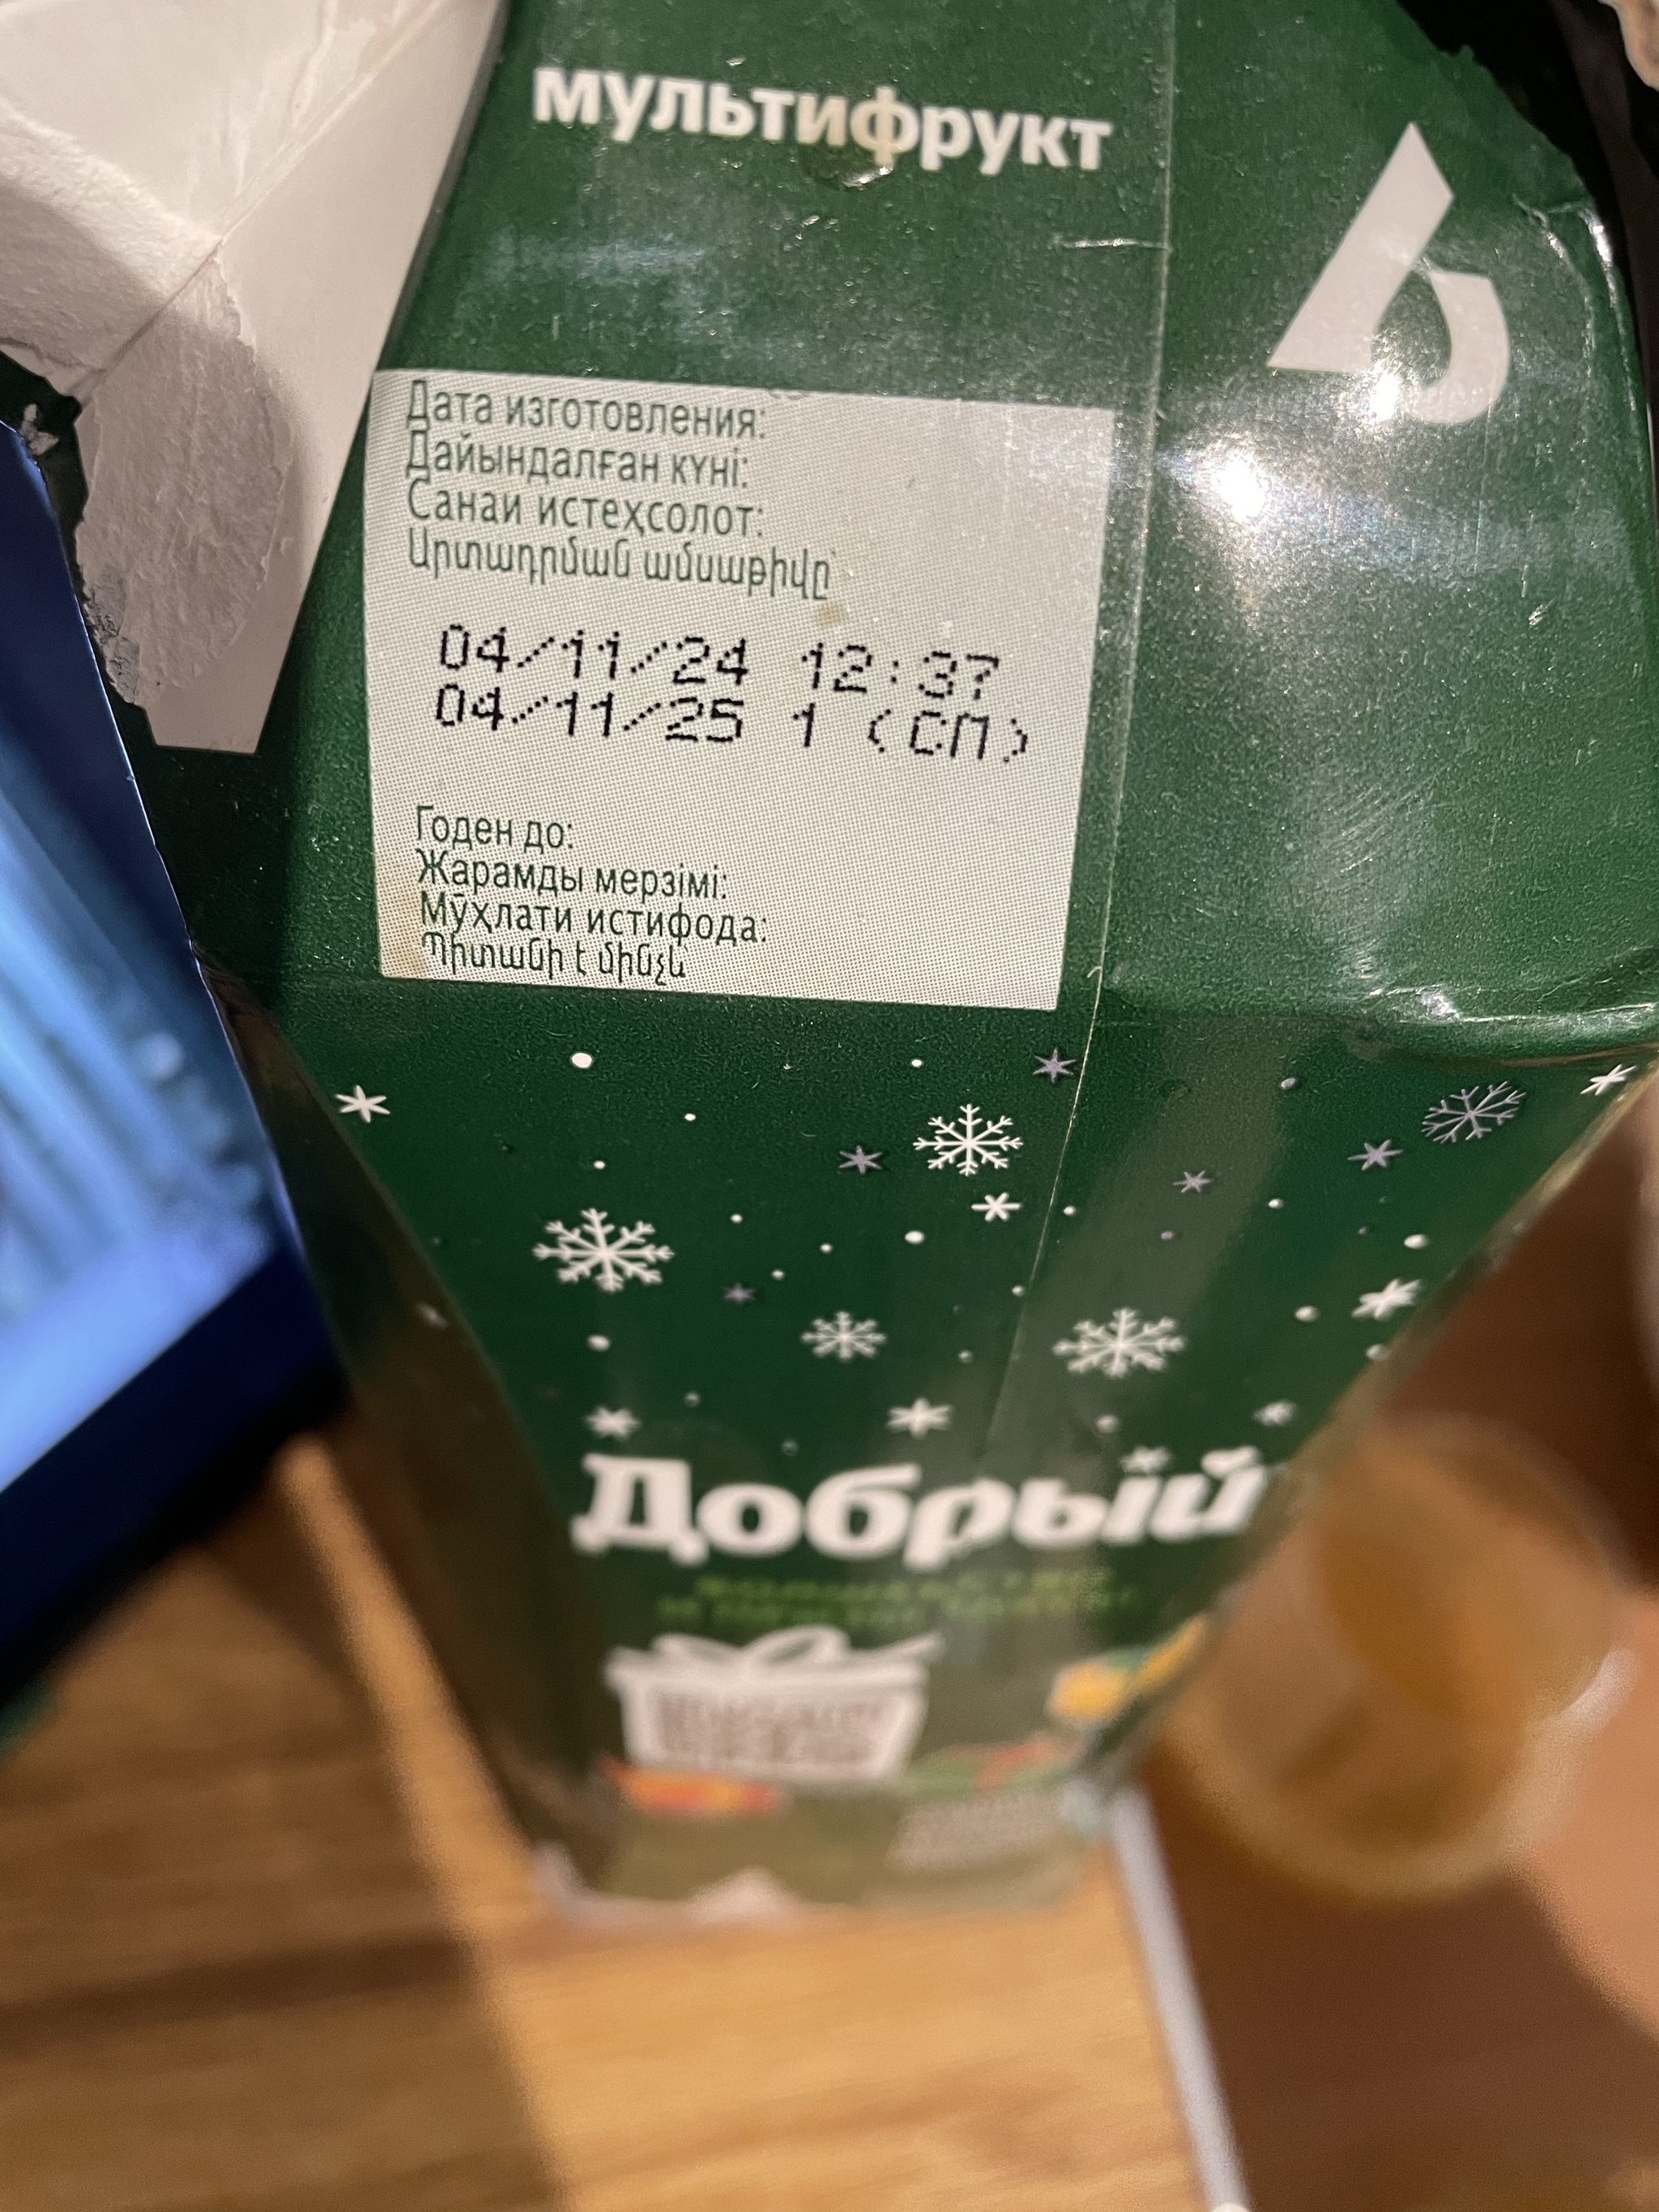 мультифрукт
Дата изготовления:
Дайындалған күні:
Санаи истеҳсолот:
Արտադրման ամսաթիվը՝
04/11/24 12:37
04/11/25 1 (СП)
Годен до:
Жарамды мерзімі:
Мӯҳлати истифода:
Պիտանի է մինչև
Добрый